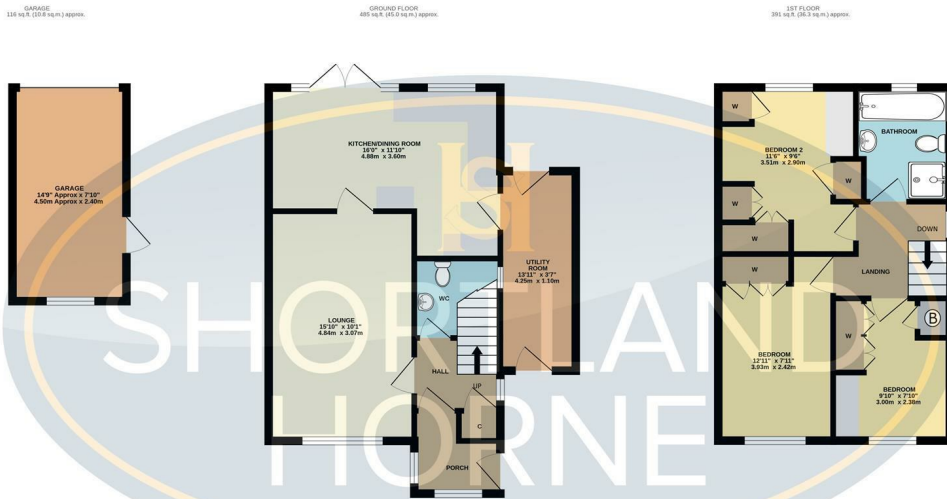 GARAGE
116 sq.ft. (10.8 sq.m.) approx.
GROUND FLOOR
485 sq.ft. (45.0 sq.m.) approx.
1ST FLOOR
391 sq.ft. (36.3 sq.m.) approx.
GARAGE
14'9" Approx x 7'10"
4.50m Approx x 2.40m
KITCHEN/DINING ROOM
16'0" x 11'10"
4.88m x 3.60m
LOUNGE
15'10" x 10'1"
4.84m x 3.07m
WC
UTILITY
ROOM
13'11" x 3'7"
4.25m x 1.10m
HALL
UP
C
PORCH
W
BEDROOM 2
11'6" x 9'6"
3.51m x 2.90m
W
W
W
BATHROOM
DOWN
LANDING
W
W
B
BEDROOM
12'11" x 7'11"
3.93m x 2.42m
BEDROOM
9'10" x 7'10"
3.00m x 2.38m
SH
SHORTLAND
HORNE